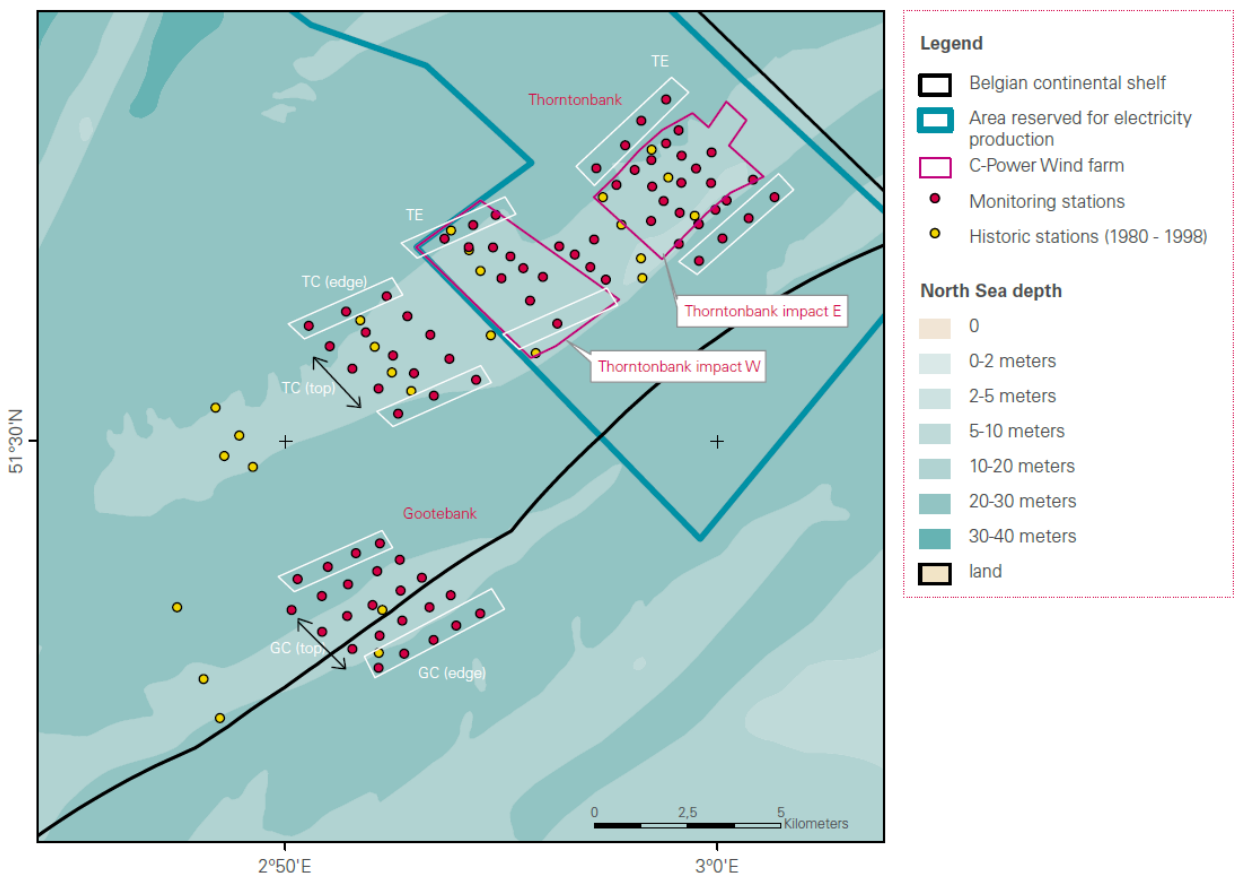 TE
Thorntonbank
TE
TC (edge)
Thorntonbank impact E
Thorntonbank impact W
TC (top)
51°30'N
Gootebank
GC (top)
GC (edge)
0
2,5
5
Kilometers
2°50'E
3°0'E
Legend
Belgian continental shelf
Area reserved for electricity
production
C-Power Wind farm
Monitoring stations
Historic stations (1980 - 1998)
North Sea depth
0
0-2 meters
2-5 meters
5-10 meters
10-20 meters
20-30 meters
30-40 meters
land